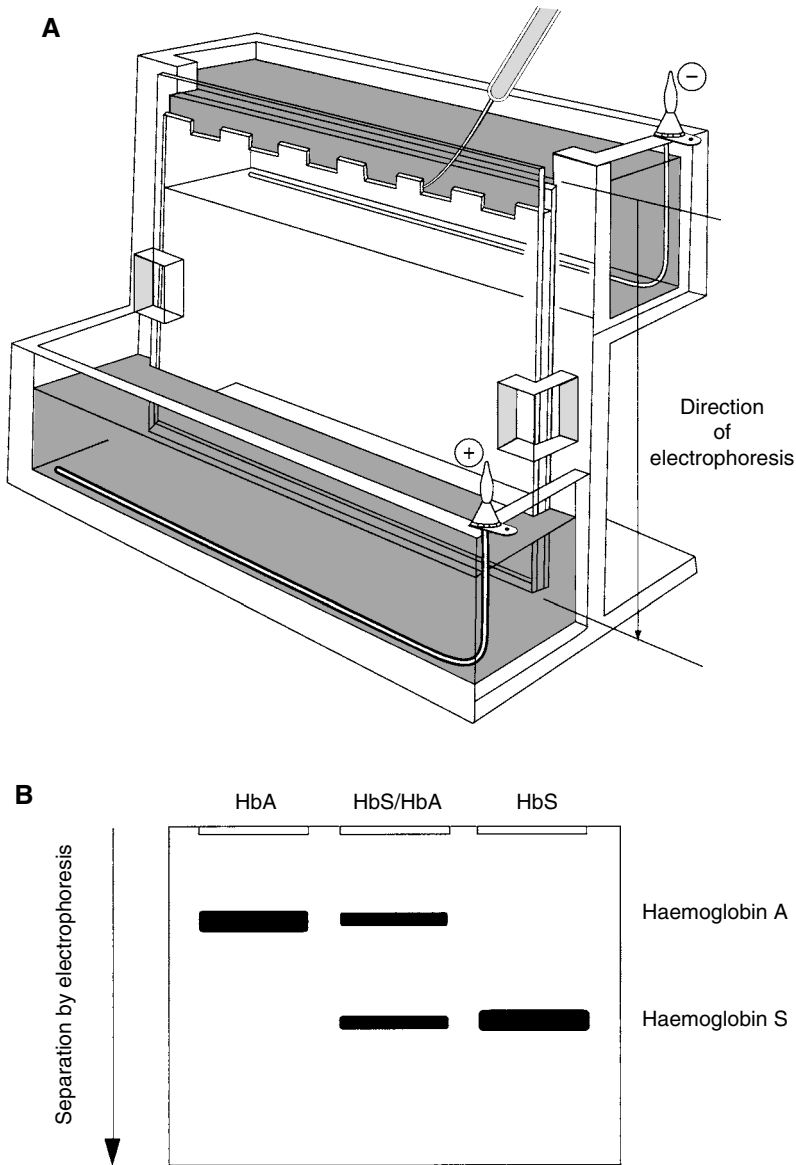 A
−
+
Direction
of
electrophoresis
B
HbA
HbS/HbA
HbS
Separation by electrophoresis
Haemoglobin A
Haemoglobin S